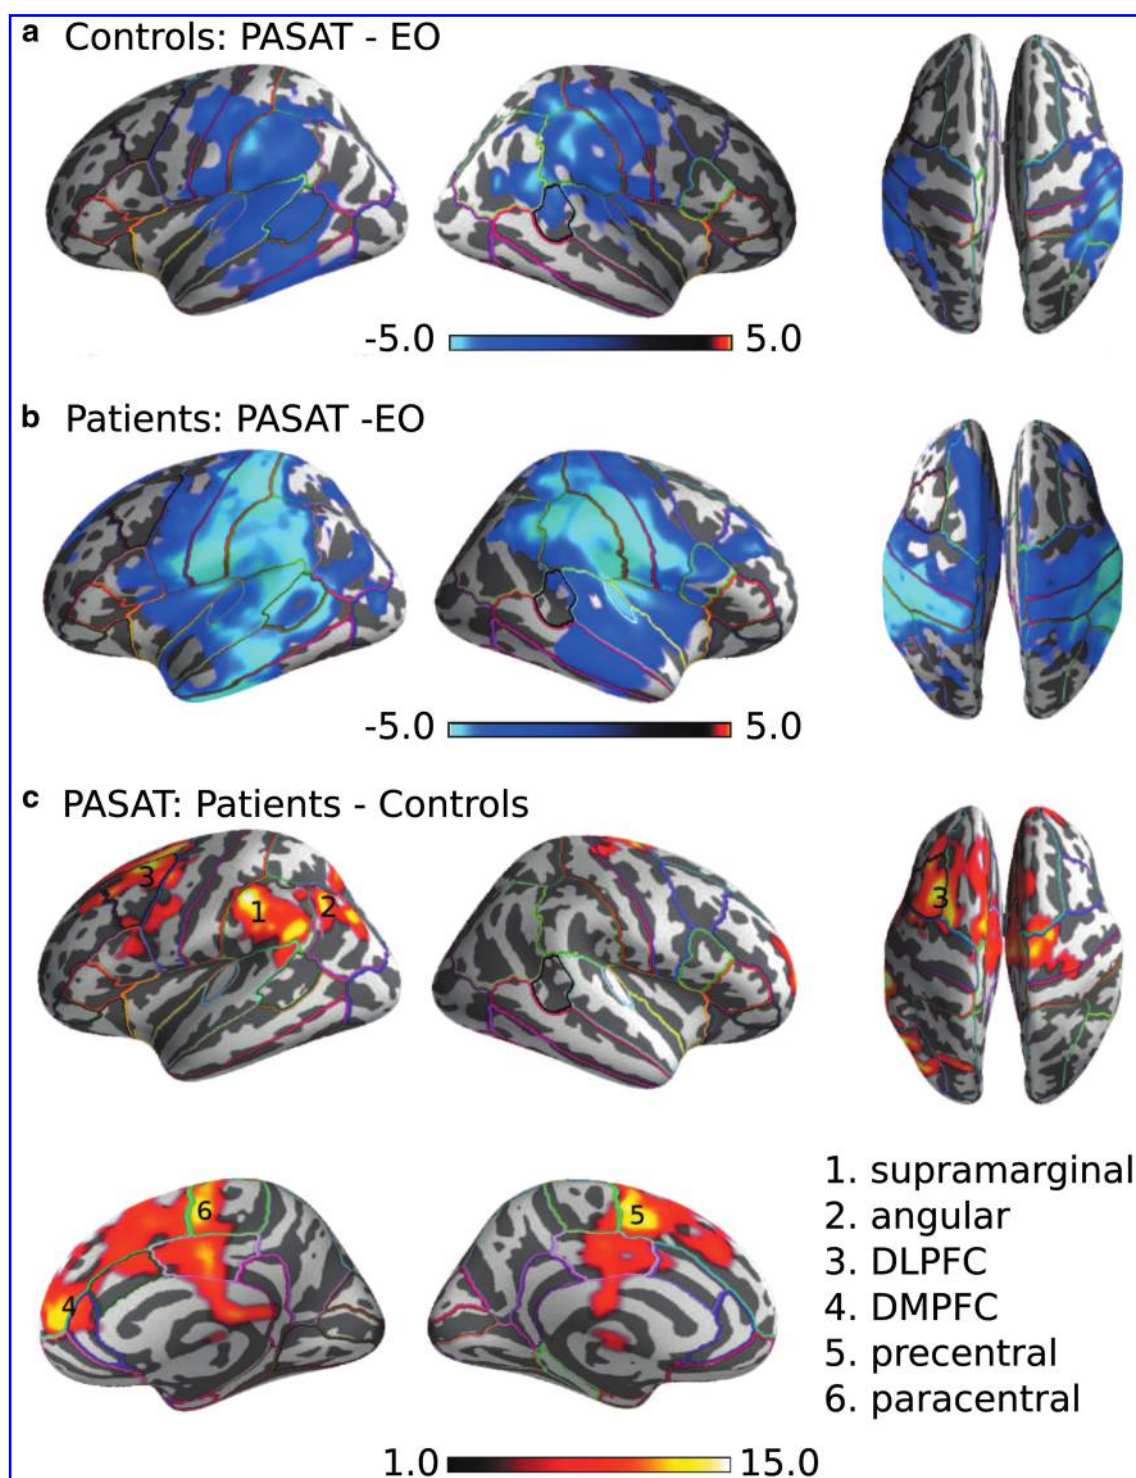 a Controls: PASAT - EO
-5.0 5.0
b Patients: PASAT -EO
-5.0 5.0
c PASAT: Patients - Controls
3
1
2
3
6
5
4
1. supramarginal
2. angular
3. DLPFC
4. DMPFC
5. precentral
6. paracentral
1.0 15.0